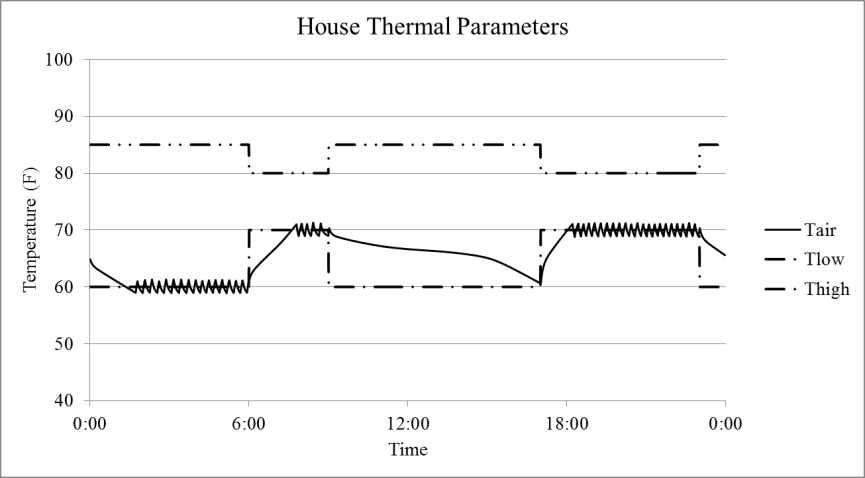 House Thermal Parameters
100
90
80
70
60
50
40
Temperature (F)
0:00 6:00 12:00 18:00 0:00
Time
Tair
Tlow
Thigh